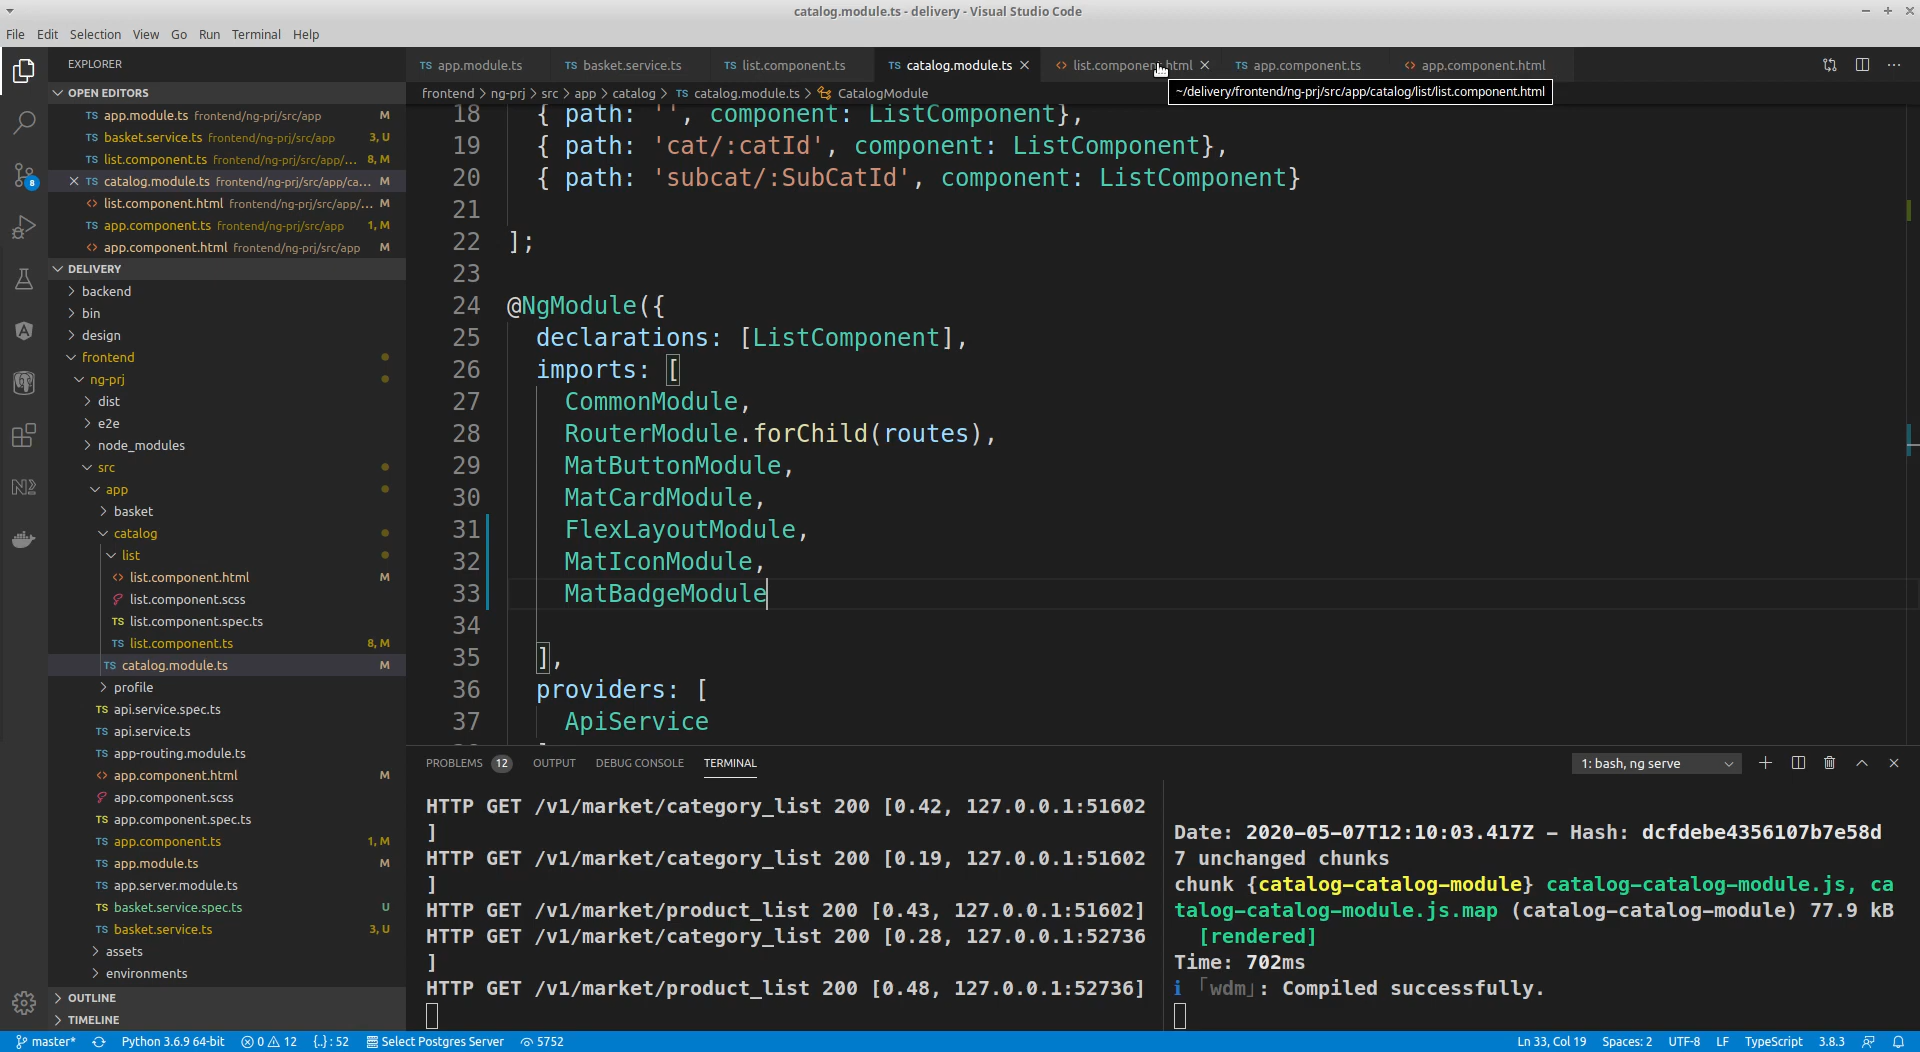 catalog.module.ts - delivery - Visual Studio Code
File Edit Selection View Go Run Terminal Help
EXPLORER
OPEN EDITORS
TS app.module.ts frontend/ng-prj/src/app M
TS basket.service.ts frontend/ng-prj/src/app 3, U
TS list.component.ts frontend/ng-prj/src/app/... 8, M
TS catalog.module.ts frontend/ng-prj/src/app/ca... M
<> list.component.html frontend/ng-prj/src/app/... M
TS app.component.ts frontend/ng-prj/src/app 1, M
<> app.component.html frontend/ng-prj/src/app M
DELIVERY
backend
bin
design
frontend
ng-prj
dist
e2e
node_modules
src
app
basket
catalog
list
<> list.component.html M
list.component.scss
TS list.component.spec.ts
TS list.component.ts 8, M
TS catalog.module.ts M
profile
TS api.service.spec.ts
TS api.service.ts
TS app-routing.module.ts
<> app.component.html M
app.component.scss
TS app.component.spec.ts
TS app.component.ts 1, M
TS app.module.ts M
TS app.server.module.ts
TS basket.service.spec.ts U
TS basket.service.ts 3, U
assets
environments
OUTLINE
TIMELINE
8
TS app.module.ts TS basket.service.ts TS list.component.ts TS catalog.module.ts <> list.component.html TS app.component.ts <> app.component.html
frontend > ng-prj > src > app > catalog > TS catalog.module.ts > CatalogModule
~/delivery/frontend/ng-prj/src/app/catalog/list/list.component.html
18 { path: '', component: ListComponent},
19 { path: 'cat/:catId', component: ListComponent},
20 { path: 'subcat/:SubCatId', component: ListComponent}
21
22 ];
23
24 @NgModule({
25 declarations: [ListComponent],
26 imports: [
27 CommonModule,
28 RouterModule.forChild(routes),
29 MatButtonModule,
30 MatCardModule,
31 FlexLayoutModule,
32 MatIconModule,
33 MatBadgeModule
34
35 ],
36 providers: [
37 ApiService
PROBLEMS 12 OUTPUT DEBUG CONSOLE TERMINAL
1: bash, ng serve
HTTP GET /v1/market/category_list 200 [0.42, 127.0.0.1:51602
]
HTTP GET /v1/market/category_list 200 [0.19, 127.0.0.1:51602
]
HTTP GET /v1/market/product_list 200 [0.43, 127.0.0.1:51602]
HTTP GET /v1/market/category_list 200 [0.28, 127.0.0.1:52736
]
HTTP GET /v1/market/product_list 200 [0.48, 127.0.0.1:52736]
Date: 2020-05-07T12:10:03.417Z - Hash: dcfdebe4356107b7e58d
7 unchanged chunks
chunk {catalog-catalog-module} catalog-catalog-module.js, ca
talog-catalog-module.js.map (catalog-catalog-module) 77.9 kB
[rendered]
Time: 702ms
ℹ ｢wdm｣: Compiled successfully.
master* Python 3.6.9 64-bit 0 12 {..} : 52 Select Postgres Server 5752 Ln 33, Col 19 Spaces: 2 UTF-8 LF TypeScript 3.8.3